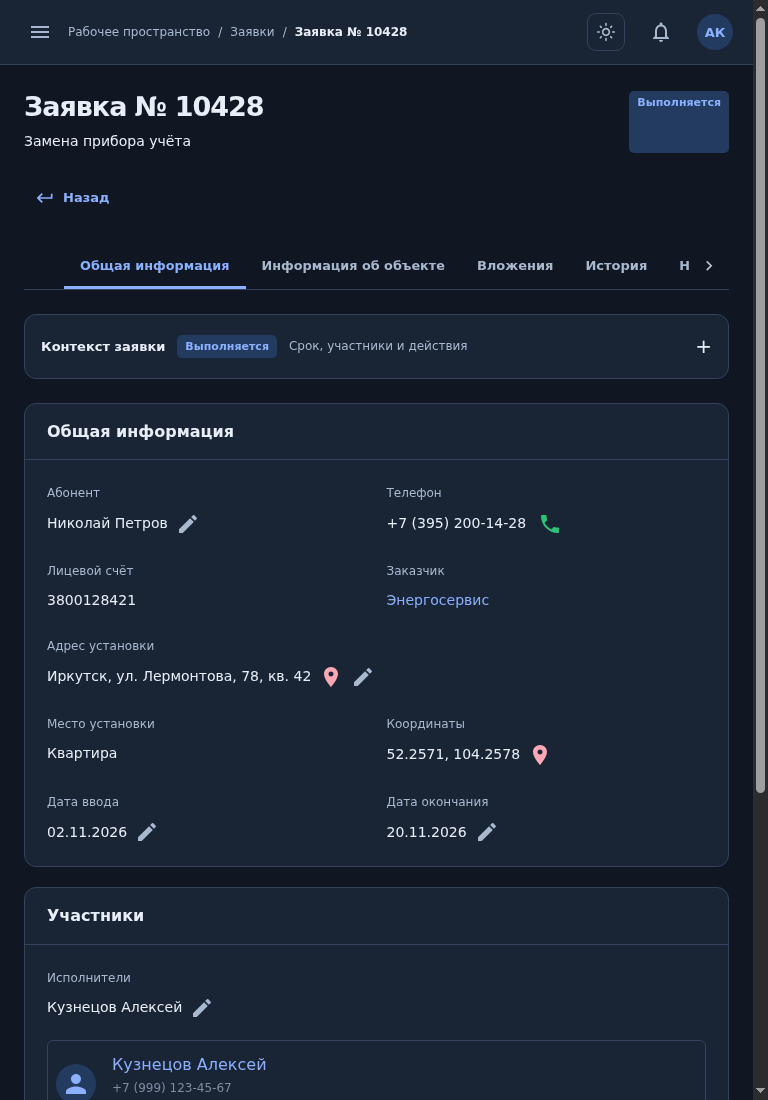 Рабочее пространство / Заявки / Заявка № 10428
АК
Заявка № 10428
Выполняется
Замена прибора учёта
Назад
Общая информация Информация об объекте Вложения История Н
Контекст заявки Выполняется Срок, участники и действия
Общая информация
Абонент Телефон
Николай Петров +7 (395) 200-14-28
Лицевой счёт Заказчик
3800128421 Энергосервис
Адрес установки
Иркутск, ул. Лермонтова, 78, кв. 42
Место установки Координаты
Квартира 52.2571, 104.2578
Дата ввода Дата окончания
02.11.2026 20.11.2026
Участники
Исполнители
Кузнецов Алексей
Кузнецов Алексей
+7 (999) 123-45-67